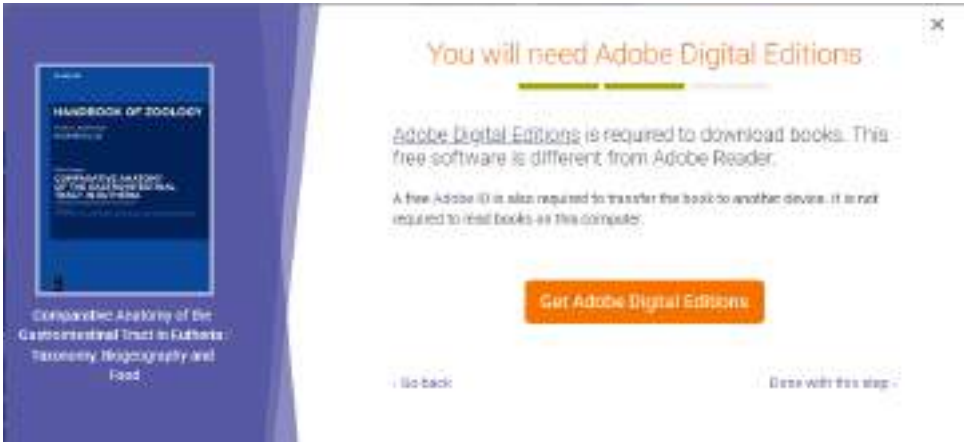 HANDBOOK OF ZOOLOGY
COMPARATIVE ANATOMY
OF THE GASTROINTESTINAL
TRACT IN EUTHERIA
Comparative Anatomy of the
Gastrointestinal Tract in Eutheria :
Taxonomy, Biogeography and
Food
×
You will need Adobe Digital Editions
Adobe Digital Editions is required to download books. This
free software is different from Adobe Reader.
A free Adobe ID is also required to transfer the book to another device. It is not
required to read books on this computer.
Get Adobe Digital Editions
‹ Go back
Done with this step ›